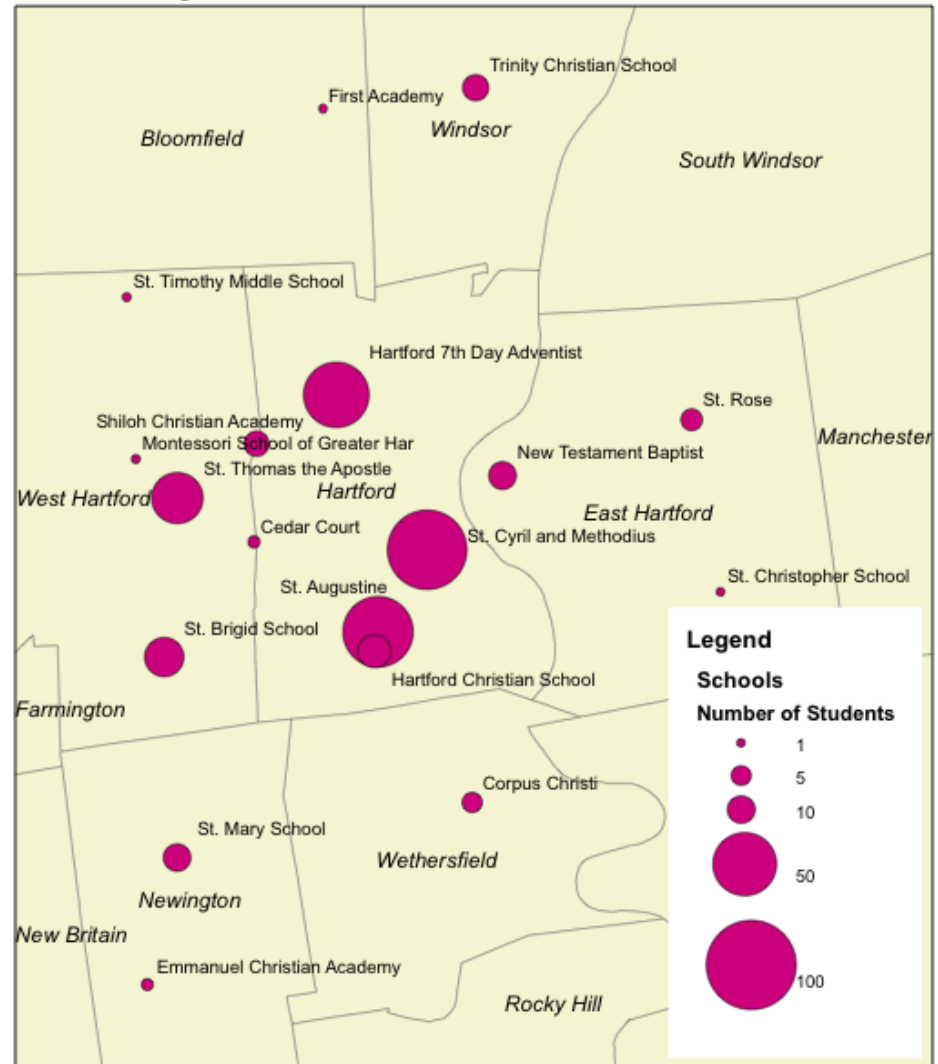 Trinity Christian School
First Academy
Windsor
Bloomfield
South Windsor
St. Timothy Middle School
Hartford 7th Day Adventist
St. Rose
Shiloh Christian Academy
Manchester
Montessori School of Greater Har
New Testament Baptist
St. Thomas the Apostle
Hartford
West Hartford
East Hartford
Cedar Court
St. Cyril and Methodius
St. Christopher School
St. Augustine
St. Brigid School
Hartford Christian School
Farmington
Corpus Christi
St. Mary School
Wethersfield
Newington
New Britain
Emmanuel Christian Academy
Rocky Hill
Legend
Schools
Number of Students
1
5
10
50
100